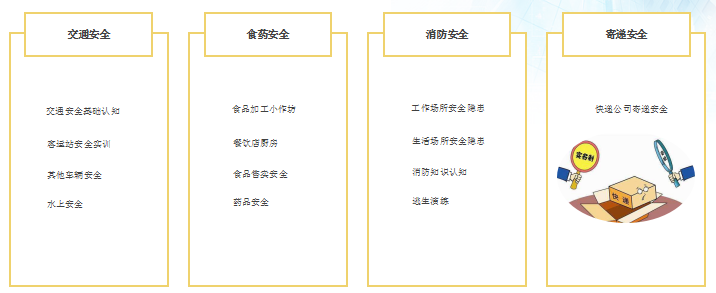 交通安全
交通安全基础认知
客运站安全实训
其他车辆安全
水上安全
食药安全
食品加工小作坊
餐饮店厨房
食品售卖安全
药品安全
消防安全
工作场所安全隐患
生活场所安全隐患
消防知识认知
逃生演练
寄递安全
快递公司寄递安全
实名制
快递